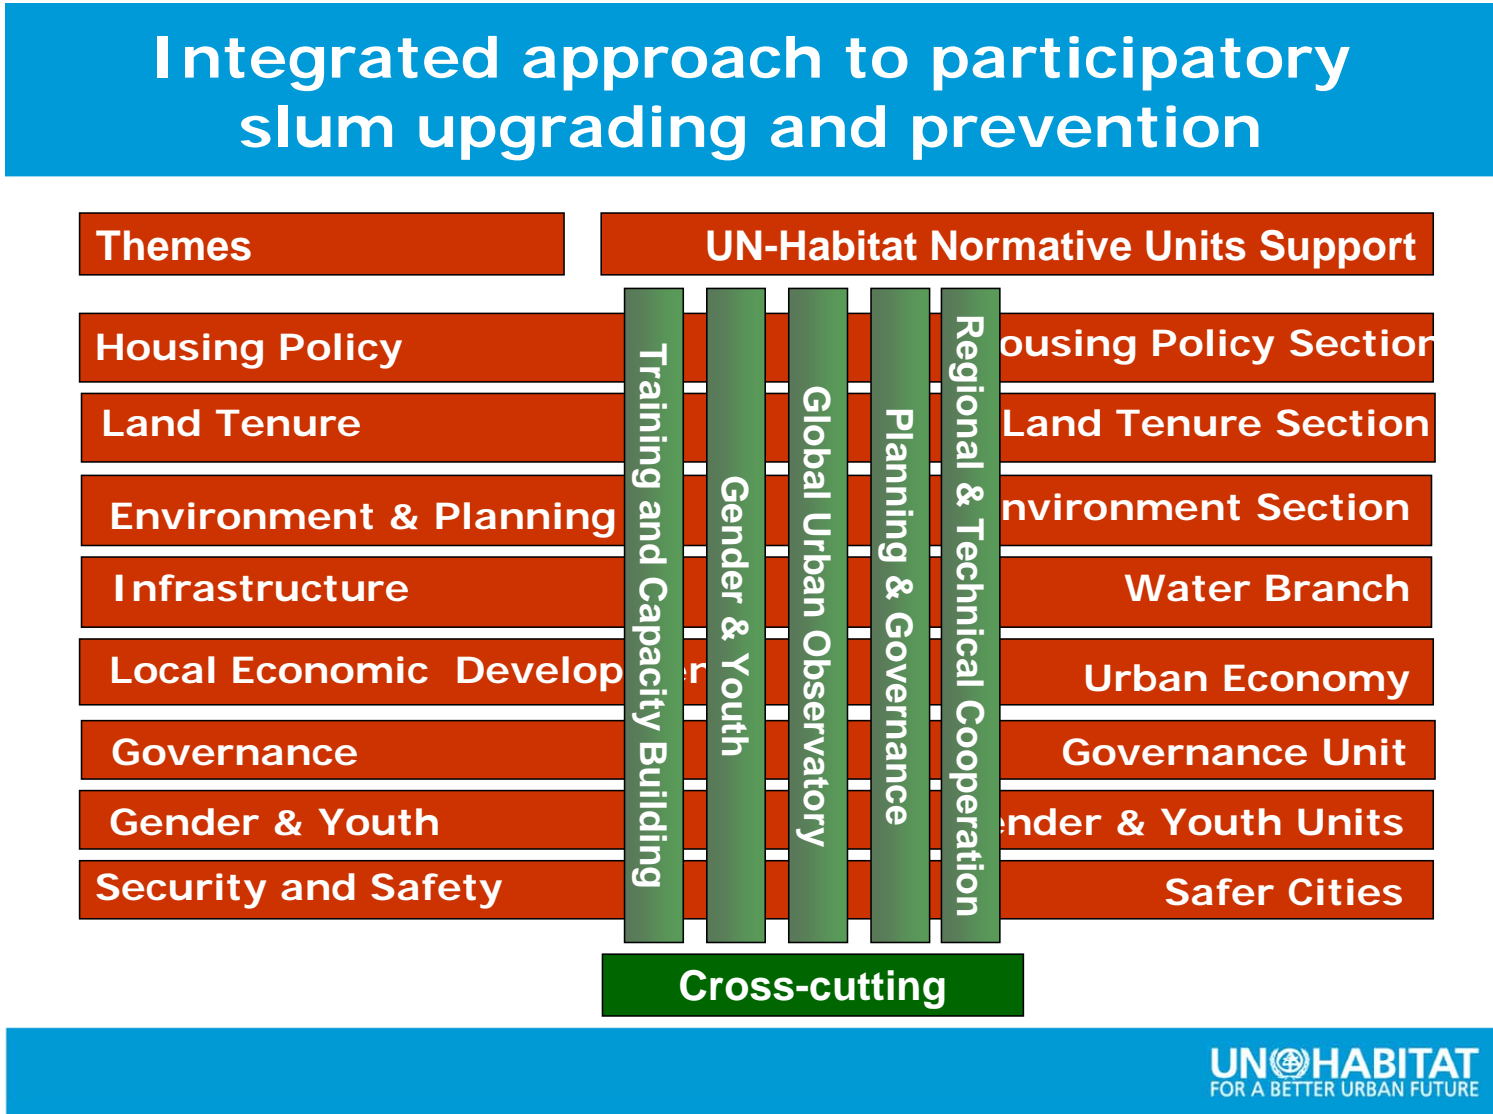 Integrated approach to participatory
slum upgrading and prevention
Themes
UN-Habitat Normative Units Support
Housing Policy
ousing Policy Section
Land Tenure
Land Tenure Section
Environment & Planning
nvironment Section
Infrastructure
Water Branch
Local Economic Develop
Urban Economy
Governance
Governance Unit
Gender & Youth
ender & Youth Units
Security and Safety
Safer Cities
Training and Capacity Building
Gender & Youth
Global Urban Observatory
Planning & Governance
Regional & Technical Cooperation
Cross-cutting
UN HABITAT
FOR A BETTER URBAN FUTURE